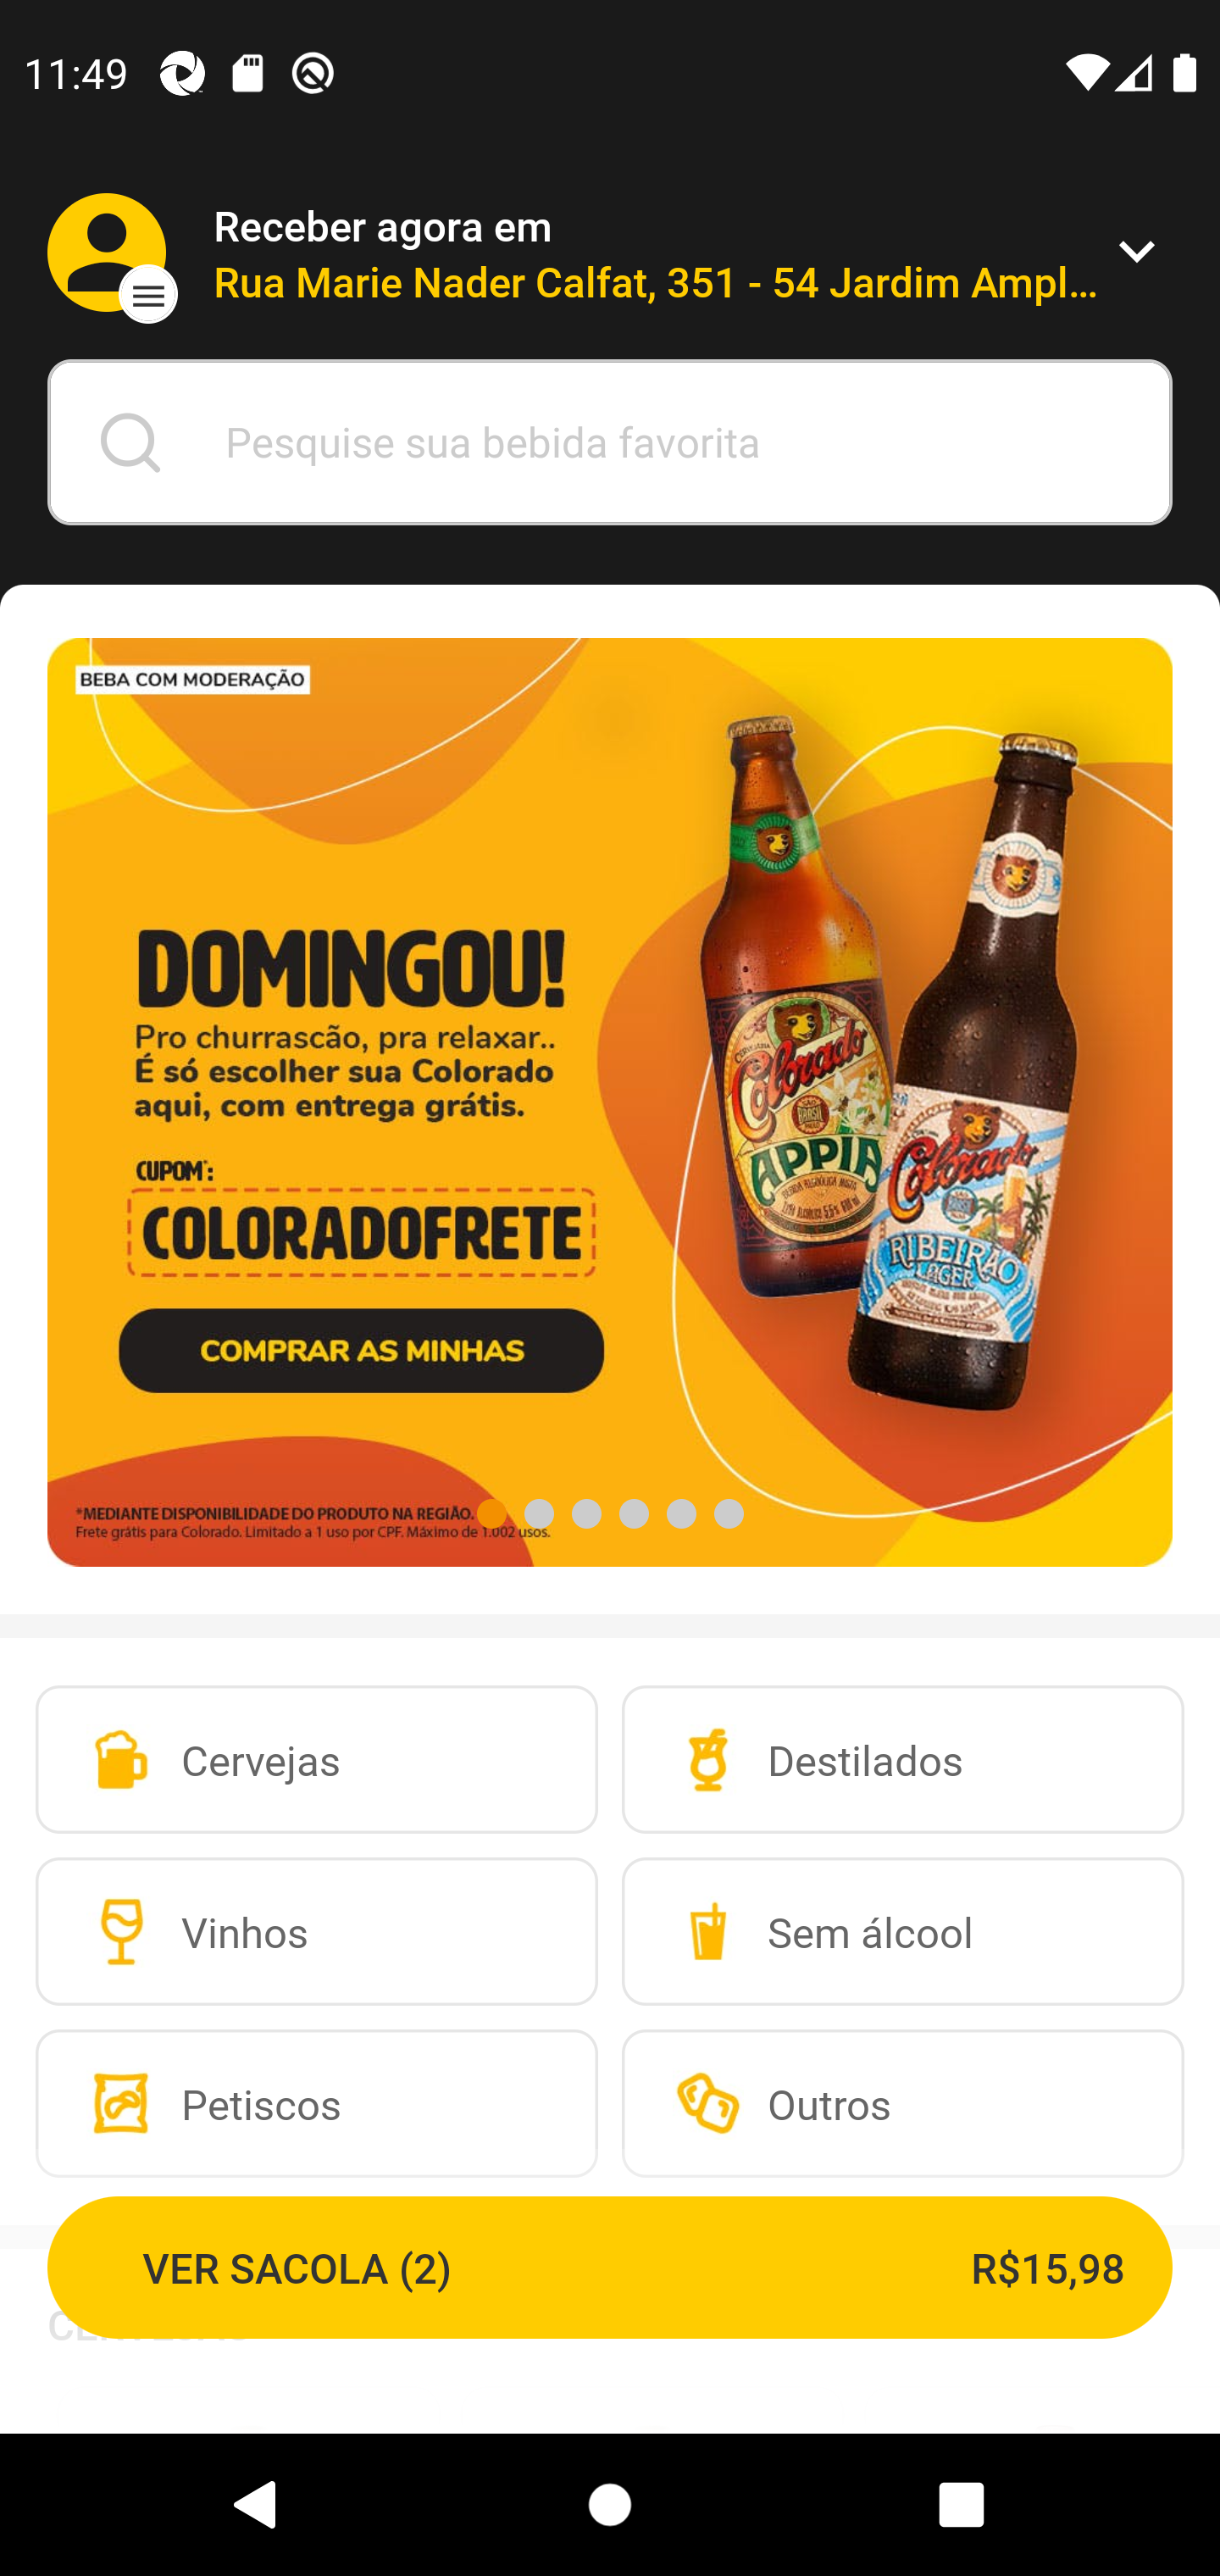 11:49
Receber agora em
Rua Marie Nader Calfat, 351 - 54 Jardim Ampl...
Pesquise sua bebida favorita
BEBA COM MODERAÇÃO
DOMINGOU!
Pro churrascão, pra relaxar..
É só escolher sua Colorado
aqui, com entrega grátis.
CUPOM*:
COLORADOFRETE
COMPRAR AS MINHAS
Colorado
APPIA
Colorado
RIBEIRÃO
LAGER
*MEDIANTE DISPONIBILIDADE DO PRODUTO NA REGIÃO.
Frete grátis para Colorado. Limitado a 1 uso por CPF. Máximo de 1.002 usos.
Cervejas
Destilados
Vinhos
Sem álcool
Petiscos
Outros
VER SACOLA (2)
R$15,98